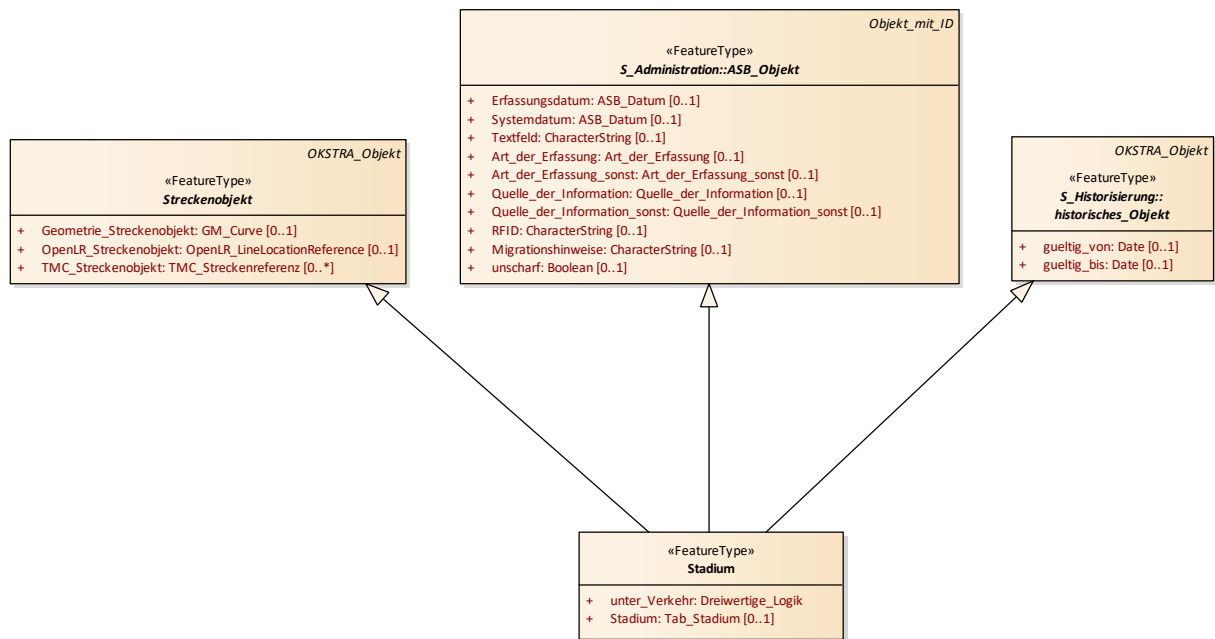 OKSTRA_Objekt
«FeatureType»
Streckenobjekt
+ Geometrie_Streckenobjekt: GM_Curve [0..1]
+ OpenLR_Streckenobjekt: OpenLR_LineLocationReference [0..1]
+ TMC_Streckenobjekt: TMC_Streckenreferenz [0..*]
Objekt_mit_ID
«FeatureType»
S_Administration::ASB_Objekt
+ Erfassungsdatum: ASB_Datum [0..1]
+ Systemdatum: ASB_Datum [0..1]
+ Textfeld: CharacterString [0..1]
+ Art_der_Erfassung: Art_der_Erfassung [0..1]
+ Art_der_Erfassung_sonst: Art_der_Erfassung_sonst [0..1]
+ Quelle_der_Information: Quelle_der_Information [0..1]
+ Quelle_der_Information_sonst: Quelle_der_Information_sonst [0..1]
+ RFID: CharacterString [0..1]
+ Migrationshinweise: CharacterString [0..1]
+ unscharf: Boolean [0..1]
OKSTRA_Objekt
«FeatureType»
S_Historisierung::
historisches_Objekt
+ gueltig_von: Date [0..1]
+ gueltig_bis: Date [0..1]
«FeatureType»
Stadium
+ unter_Verkehr: Dreiwertige_Logik
+ Stadium: Tab_Stadium [0..1]